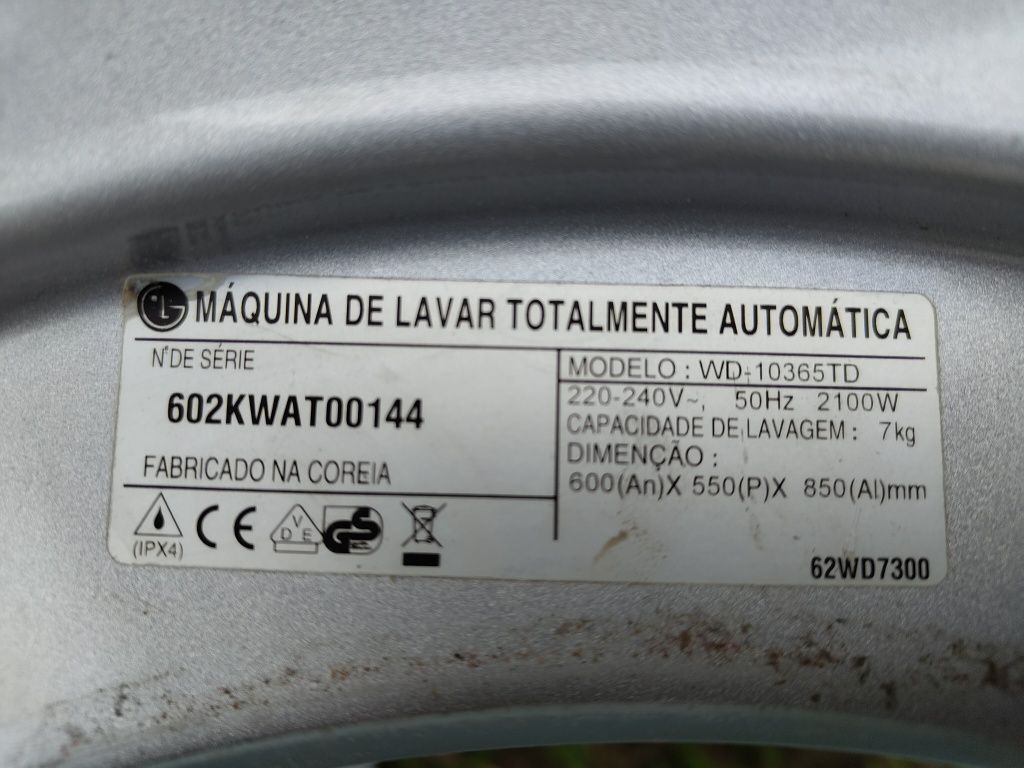 LG MÁQUINA DE LAVAR TOTALMENTE AUTOMÁTICA
N° DE SÉRIE
602KWAT00144
FABRICADO NA COREIA
MODELO : WD-10365TD
220-240V~, 50Hz 2100W
CAPACIDADE DE LAVAGEM : 7kg
DIMENÇÃO :
600(An)X 550(P)X 850(Al)mm
(IPX4)
CE
VDE
GS
62WD7300